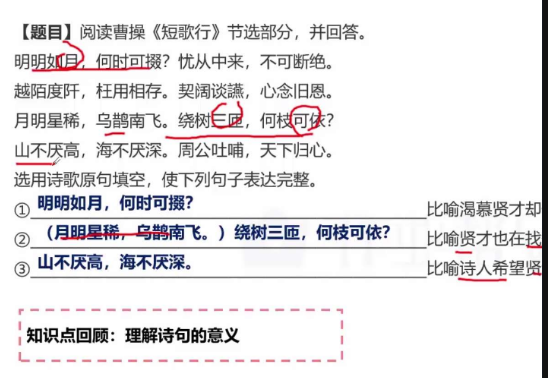 【题目】阅读曹操《短歌行》节选部分，并回答。
明明如月，何时可掇？忧从中来，不可断绝。
越陌度阡，枉用相存。契阔谈讌，心念旧恩。
月明星稀，乌鹊南飞。绕树三匝，何枝可依？
山不厌高，海不厌深。周公吐哺，天下归心。
选用诗歌原句填空，使下列句子表达完整。
① 明明如月，何时可掇？ 比喻渴慕贤才却
② （月明星稀，乌鹊南飞。）绕树三匝，何枝可依？ 比喻贤才也在找
③ 山不厌高，海不厌深。 比喻诗人希望贤
知识点回顾：理解诗句的意义